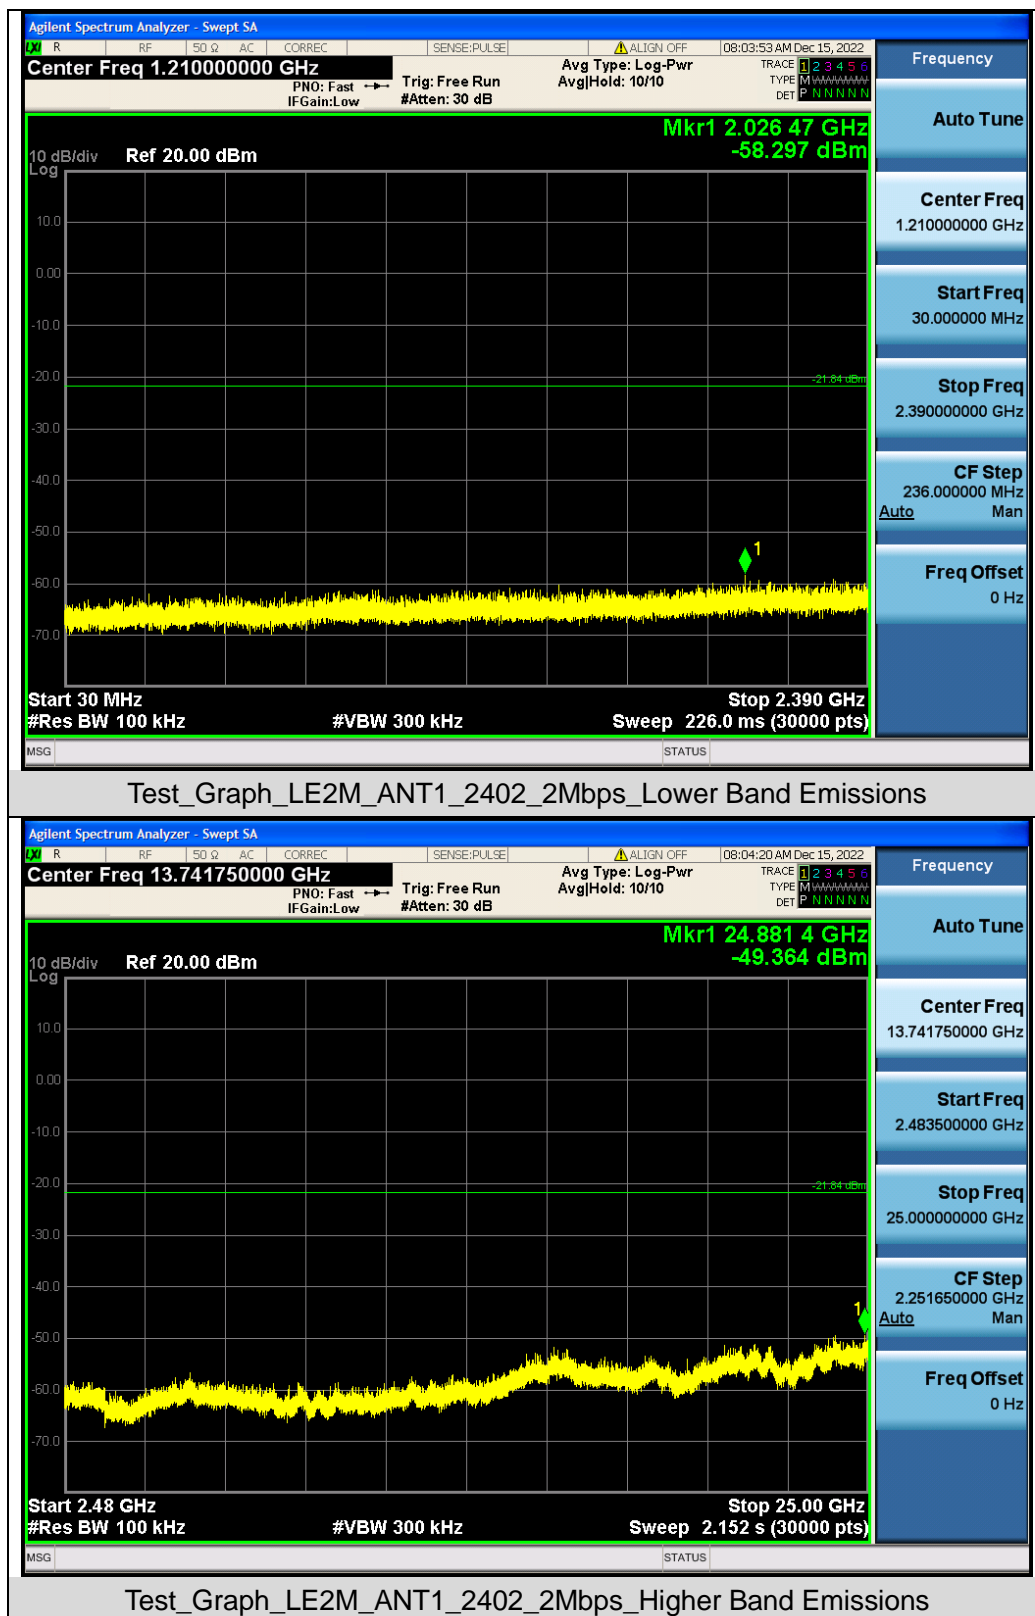 Agilent Spectrum Analyzer - Swept SA
LXI R RF 50 Ω AC CORREC SENSE:PULSE ALIGN OFF 08:03:53 AM Dec 15, 2022
Center Freq 1.210000000 GHz
PNO: Fast
IFGain:Low
Trig: Free Run
#Atten: 30 dB
Avg Type: Log-Pwr
Avg|Hold: 10/10
TRACE 1 2 3 4 5 6
TYPE M
DET P N N N N N
Frequency
Auto Tune
Mkr1 2.026 47 GHz
-58.297 dBm
10 dB/div Ref 20.00 dBm
Log
10.0
0.00
-10.0
-20.0
-21.84 dBm
-30.0
-40.0
-50.0
1
-60.0
-70.0
Center Freq
1.210000000 GHz
Start Freq
30.000000 MHz
Stop Freq
2.390000000 GHz
CF Step
236.000000 MHz
Auto Man
Freq Offset
0 Hz
Start 30 MHz Stop 2.390 GHz
#Res BW 100 kHz #VBW 300 kHz Sweep 226.0 ms (30000 pts)
MSG STATUS
Test_Graph_LE2M_ANT1_2402_2Mbps_Lower Band Emissions
Agilent Spectrum Analyzer - Swept SA
LXI R RF 50 Ω AC CORREC SENSE:PULSE ALIGN OFF 08:04:20 AM Dec 15, 2022
Center Freq 13.741750000 GHz
PNO: Fast
IFGain:Low
Trig: Free Run
#Atten: 30 dB
Avg Type: Log-Pwr
Avg|Hold: 10/10
TRACE 1 2 3 4 5 6
TYPE M
DET P N N N N N
Frequency
Auto Tune
Mkr1 24.881 4 GHz
-49.364 dBm
10 dB/div Ref 20.00 dBm
Log
10.0
0.00
-10.0
-20.0
-21.84 dBm
-30.0
-40.0
1
-50.0
-60.0
-70.0
Center Freq
13.741750000 GHz
Start Freq
2.483500000 GHz
Stop Freq
25.000000000 GHz
CF Step
2.251650000 GHz
Auto Man
Freq Offset
0 Hz
Start 2.48 GHz Stop 25.00 GHz
#Res BW 100 kHz #VBW 300 kHz Sweep 2.152 s (30000 pts)
MSG STATUS
Test_Graph_LE2M_ANT1_2402_2Mbps_Higher Band Emissions